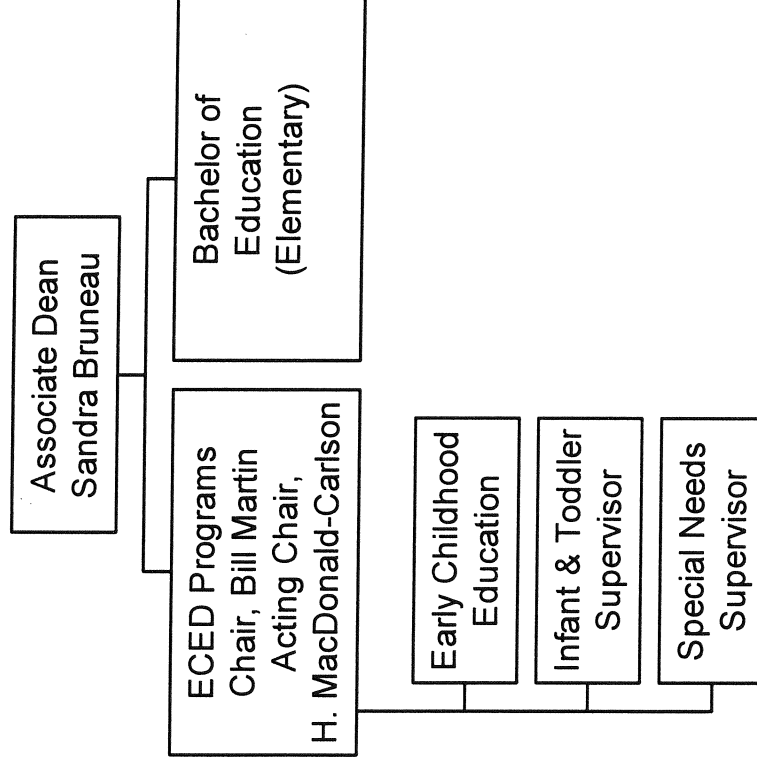 Associate Dean
Sandra Bruneau
ECED Programs
Chair, Bill Martin
Acting Chair,
H. MacDonald-Carlson
Bachelor of
Education
(Elementary)
Early Childhood
Education
Infant & Toddler
Supervisor
Special Needs
Supervisor